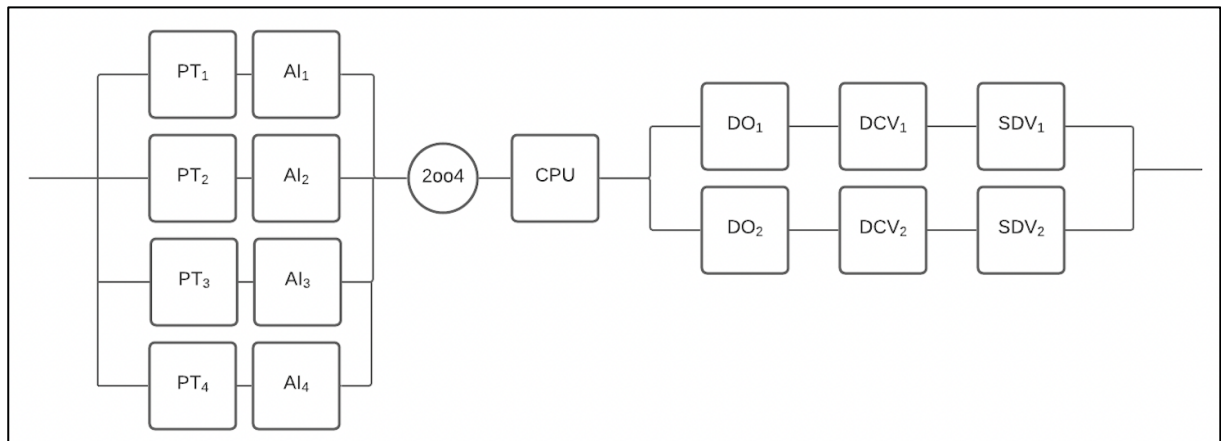 PT₁ AI₁
DO₁ DCV₁ SDV₁
PT₂ AI₂ 2oo4 CPU
DO₂ DCV₂ SDV₂
PT₃ AI₃
PT₄ AI₄